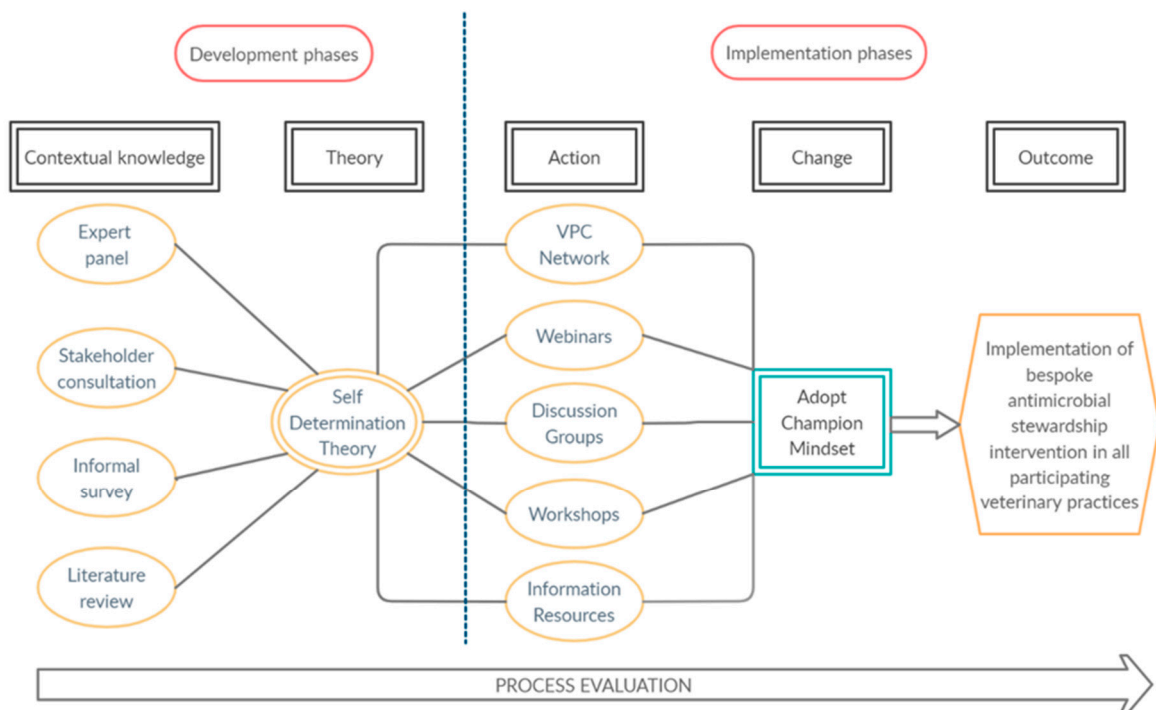 Development phases
Implementation phases
Contextual knowledge
Theory
Action
Change
Outcome
Expert
panel
Stakeholder
consultation
Informal
survey
Literature
review
Self
Determination
Theory
VPC
Network
Webinars
Discussion
Groups
Workshops
Information
Resources
Adopt
Champion
Mindset
Implementation of
bespoke
antimicrobial
stewardship
intervention in all
participating
veterinary practices
PROCESS EVALUATION